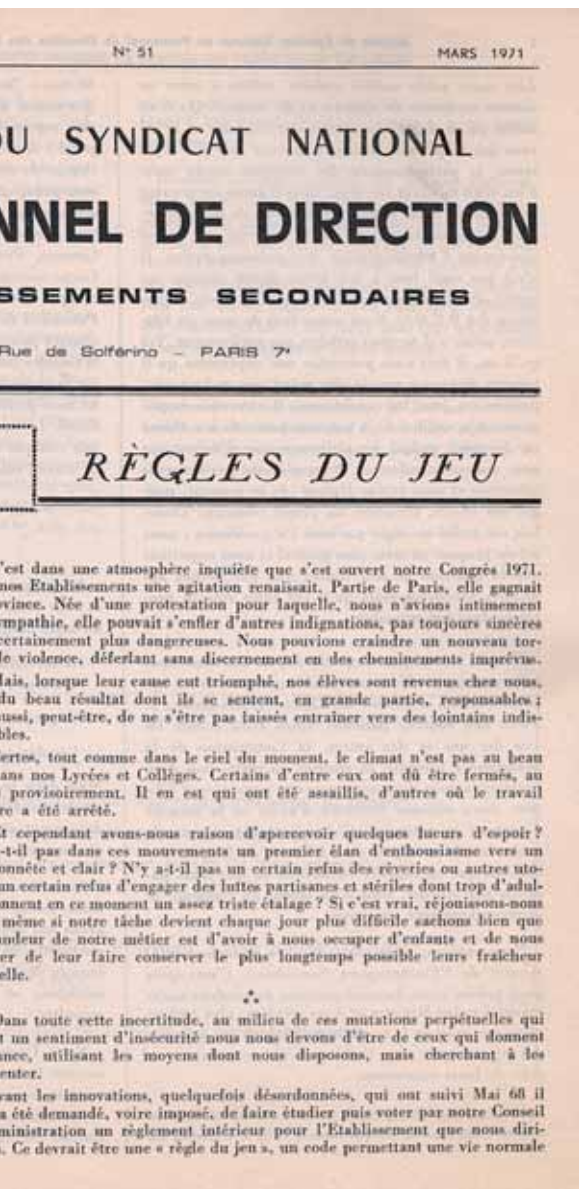 N° 51 MARS 1971
DU SYNDICAT NATIONAL
NNEL DE DIRECTION
SSEMENTS SECONDAIRES
Rue de Solférino – PARIS 7e
RÈGLES DU JEU
'est dans une atmosphère inquiète que s'est ouvert notre Congrès 1971.
nos Etablissements une agitation renaissait. Partie de Paris, elle gagnait
ovince. Née d'une protestation pour laquelle, nous n'avions intimement
ympathie, elle pouvait s'enfler d'autres indignations, pas toujours sincères
certainement plus dangereuses. Nous pouvions craindre un nouveau tor-
de violence, déferlant sans discernement en des cheminements imprévus.
Mais, lorsque leur cause eut triomphé, nos élèves sont revenus chez nous,
du beau résultat dont ils se sentent, en grande partie, responsables ;
aussi, peut-être, de ne s'être pas laissés entraîner vers des lointains indis-
bles.
ertes, tout comme dans le ciel du moment, le climat n'est pas au beau
ans nos Lycées et Collèges. Certains d'entre eux ont dû être fermés, au
provisoirement. Il en est qui ont été assaillis, d'autres où le travail
re a été arrêté.
Et cependant avons-nous raison d'apercevoir quelques lueurs d'espoir ?
-t-il pas dans ces mouvements un premier élan d'enthousiasme vers un
onnête et clair ? N'y a-t-il pas un certain refus des rêveries ou autres uto-
un certain refus d'engager des luttes partisanes et stériles dont trop d'adul-
onnent en ce moment un assez triste étalage ? Si c'est vrai, réjouissons-nous
même si notre tâche devient chaque jour plus difficile sachons bien que
andeur de notre métier est d'avoir à nous occuper d'enfants et de nous
er de leur faire conserver le plus longtemps possible leurs fraîcheur
elle.
Dans toute cette incertitude, au milieu de ces mutations perpétuelles qui
t un sentiment d'insécurité nous nous devons d'être de ceux qui donnent
ance, utilisant les moyens dont nous disposons, mais cherchant à les
enter.
vant les innovations, quelquefois désordonnées, qui ont suivi Mai 68 il
a été demandé, voire imposé, de faire étudier puis voter par notre Conseil
ministration un règlement intérieur pour l'Etablissement que nous diri-
. Ce devrait être une « règle du jeu », un code permettant une vie normale